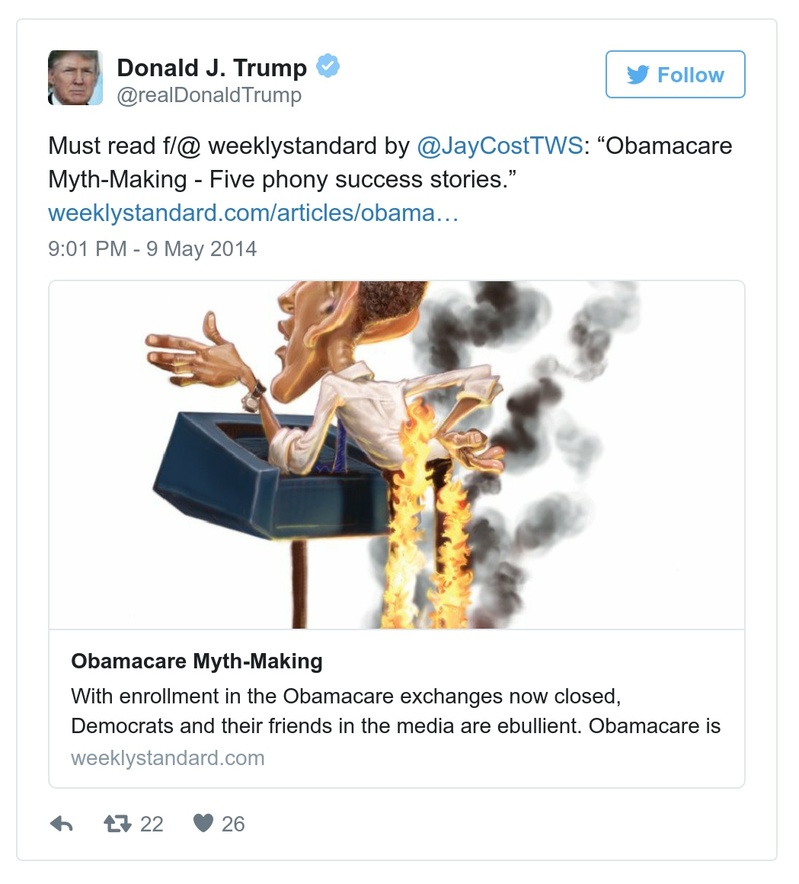 Donald J. Trump
@realDonaldTrump
Follow
Must read f/@ weeklystandard by @JayCostTWS: “Obamacare
Myth-Making - Five phony success stories.”
weeklystandard.com/articles/obama…
9:01 PM - 9 May 2014
Obamacare Myth-Making
With enrollment in the Obamacare exchanges now closed,
Democrats and their friends in the media are ebullient. Obamacare is
weeklystandard.com
22
26